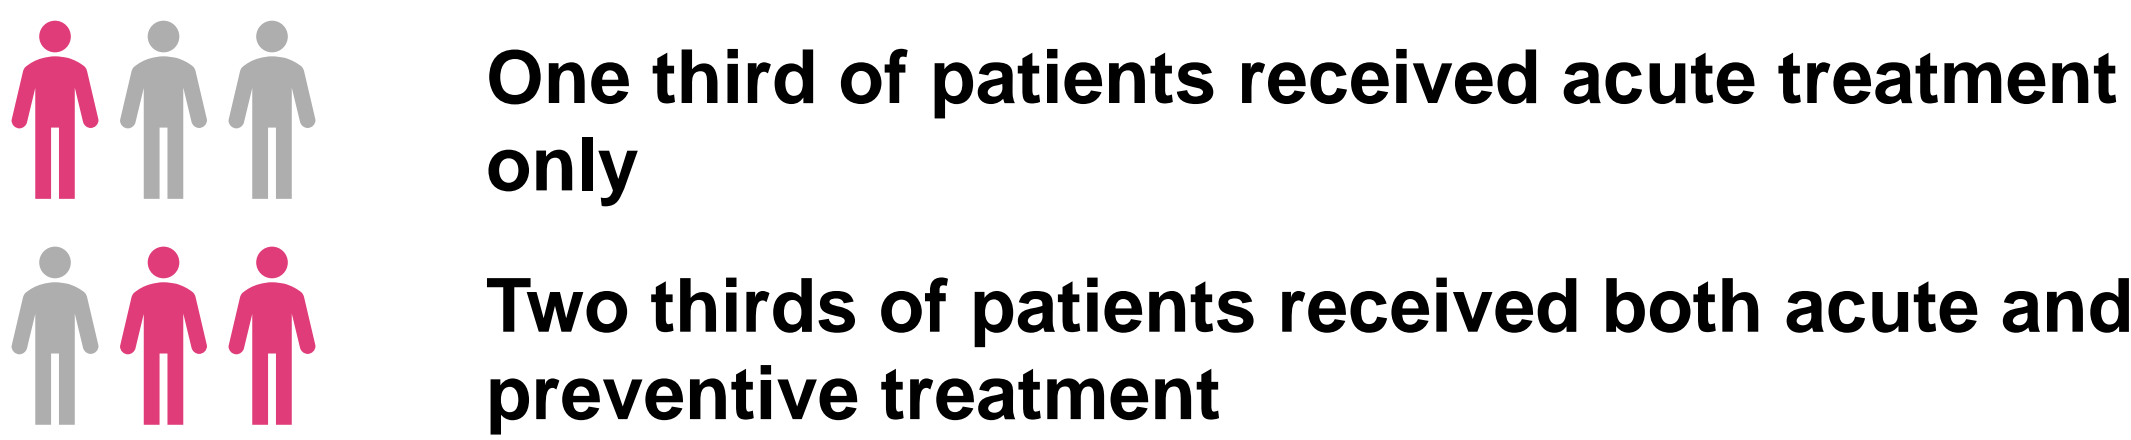 One third of patients received acute treatment
only
Two thirds of patients received both acute and
preventive treatment